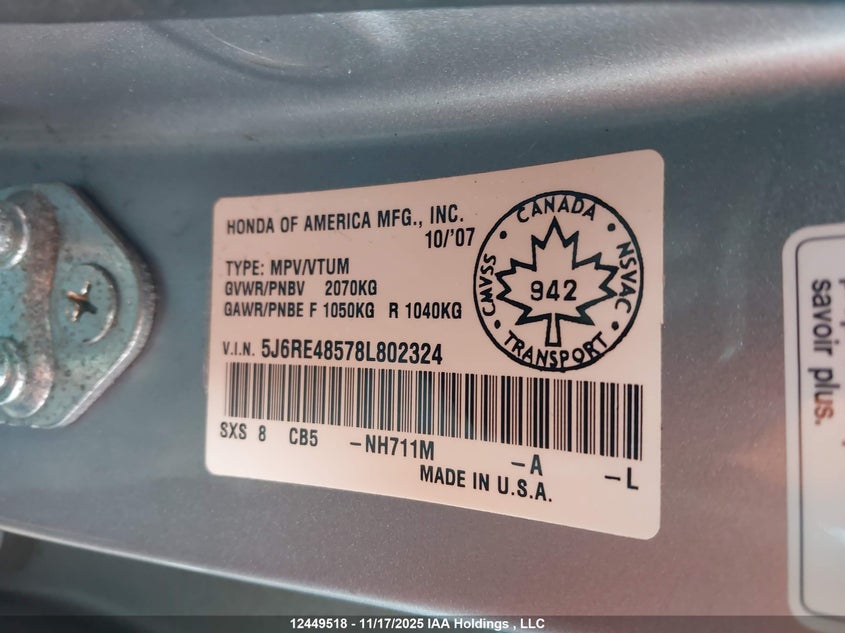 HONDA OF AMERICA MFG., INC.
10/'07
TYPE: MPV/VTUM
GVWR/PNBV 2070KG
GAWR/PNBE F 1050KG R 1040KG
V.I.N. 5J6RE48578L802324
SXS 8 CB5 -NH711M -A -L
MADE IN U.S.A.
CANADA
CMVSS 942 NSVAC
TRANSPORT
savoir plus.
12449518 - 11/17/2025 IAA Holdings , LLC